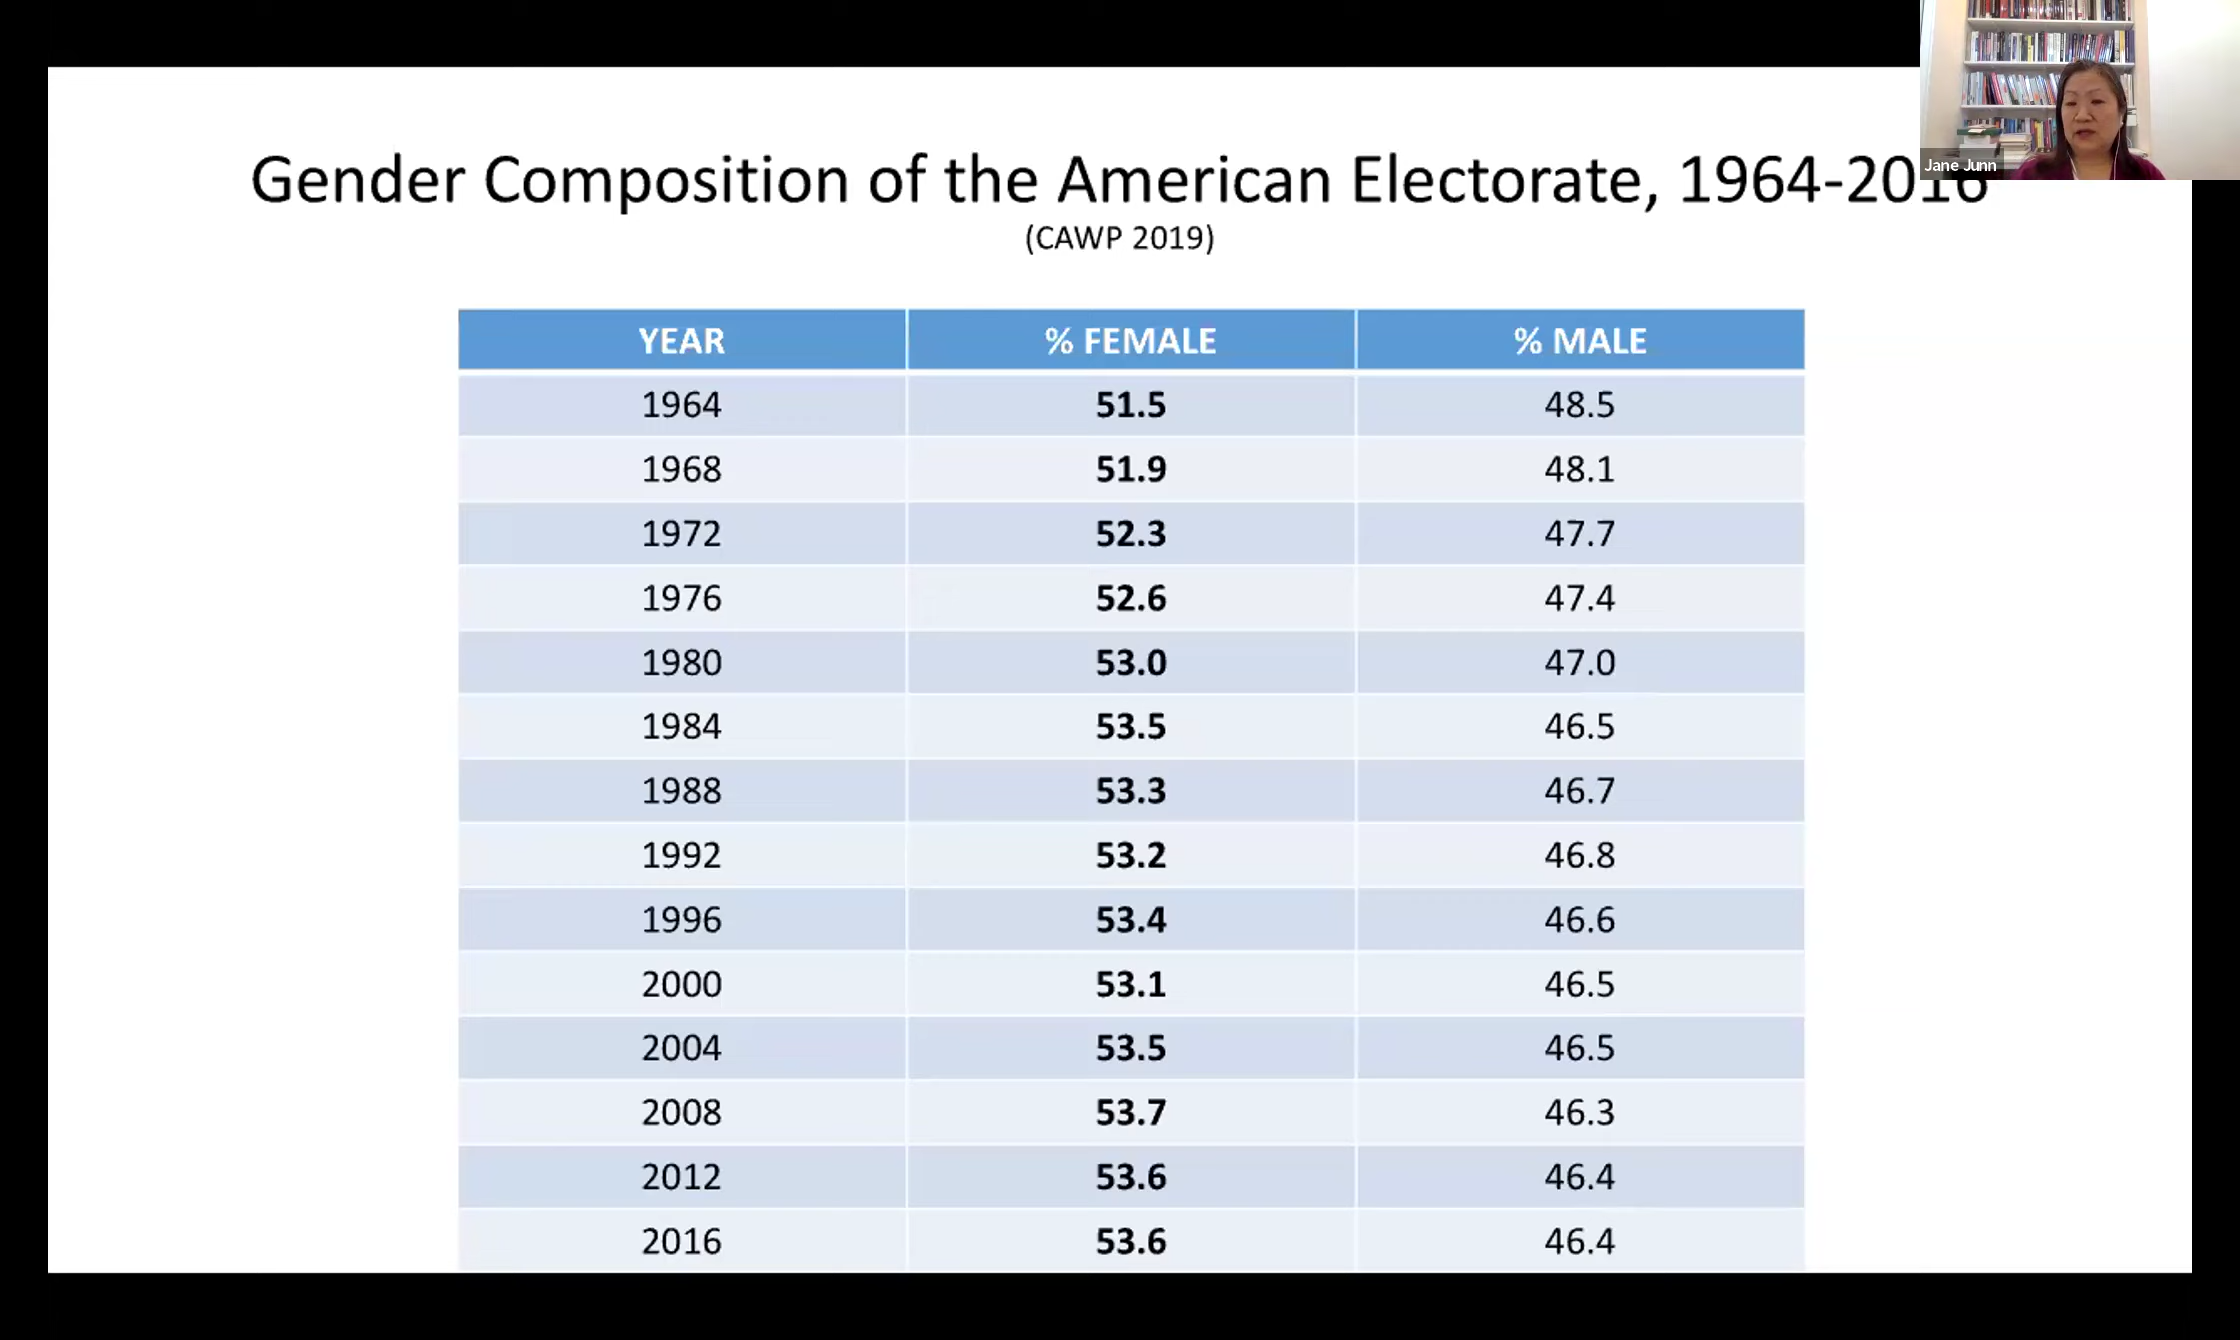 Jane Junn
Gender Composition of the American Electorate, 1964-2016
(CAWP 2019)
YEAR % FEMALE % MALE
1964 51.5 48.5
1968 51.9 48.1
1972 52.3 47.7
1976 52.6 47.4
1980 53.0 47.0
1984 53.5 46.5
1988 53.3 46.7
1992 53.2 46.8
1996 53.4 46.6
2000 53.1 46.5
2004 53.5 46.5
2008 53.7 46.3
2012 53.6 46.4
2016 53.6 46.4